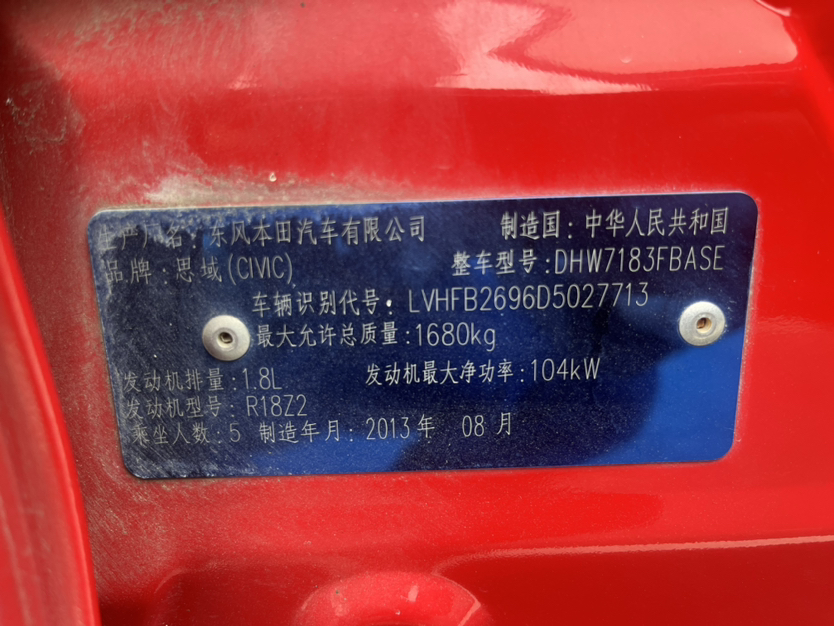 生产厂名：东风本田汽车有限公司 制造国：中华人民共和国
品牌：思域(CIVIC) 整车型号：DHW7183FBASE
车辆识别代号：LVHFB2696D5027713
最大允许总质量：1680kg
发动机排量：1.8L 发动机最大净功率：104kW
发动机型号：R18Z2
乘坐人数：5 制造年月：2013年 08月